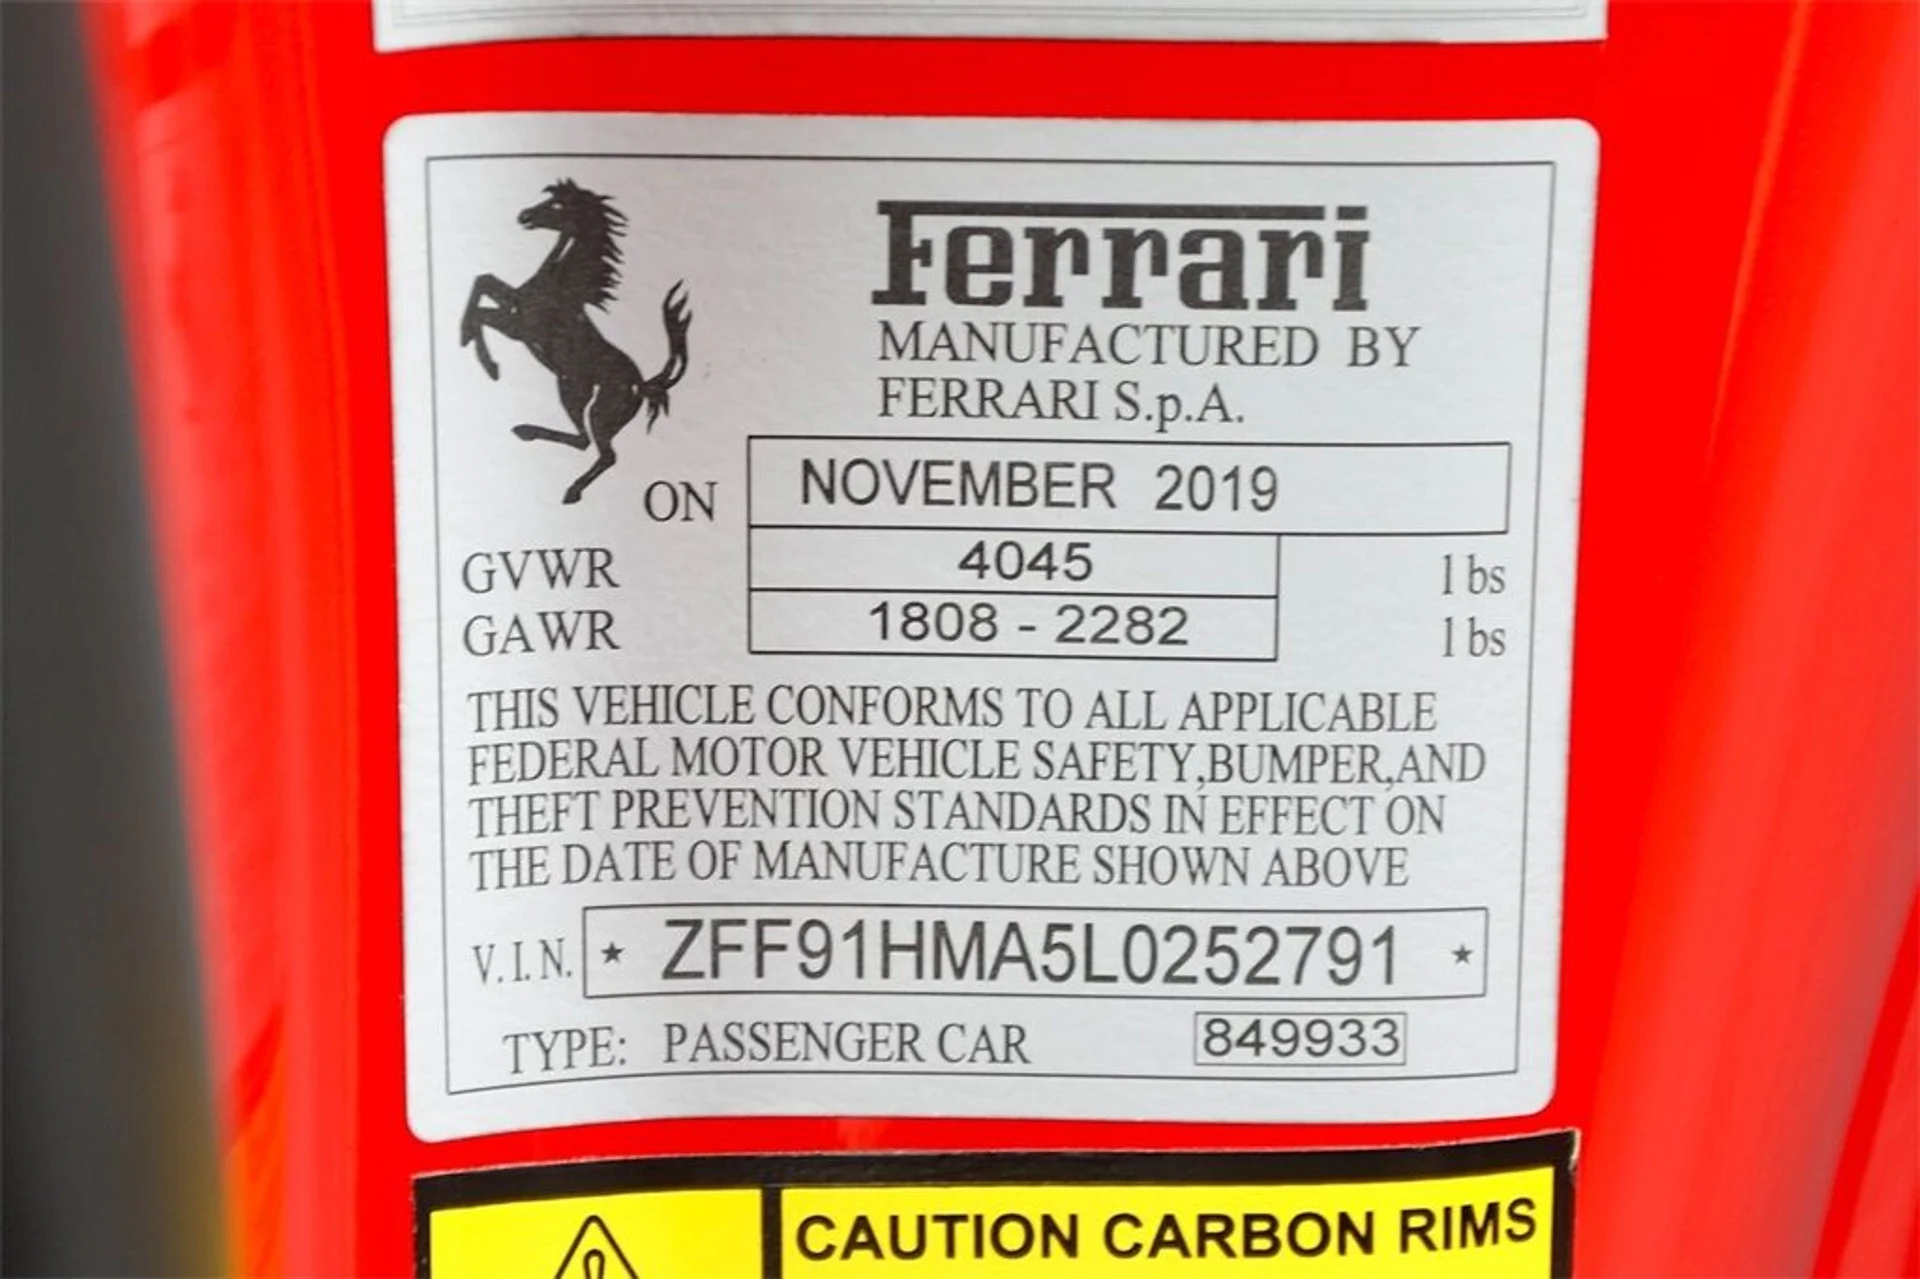 Ferrari
MANUFACTURED BY
FERRARI S.p.A.
ON NOVEMBER 2019
GVWR 4045 lbs
GAWR 1808 - 2282 lbs
THIS VEHICLE CONFORMS TO ALL APPLICABLE
FEDERAL MOTOR VEHICLE SAFETY,BUMPER,AND
THEFT PREVENTION STANDARDS IN EFFECT ON
THE DATE OF MANUFACTURE SHOWN ABOVE
V.I.N. ★ ZFF91HMA5L0252791 ★
TYPE: PASSENGER CAR 849933
CAUTION CARBON RIMS